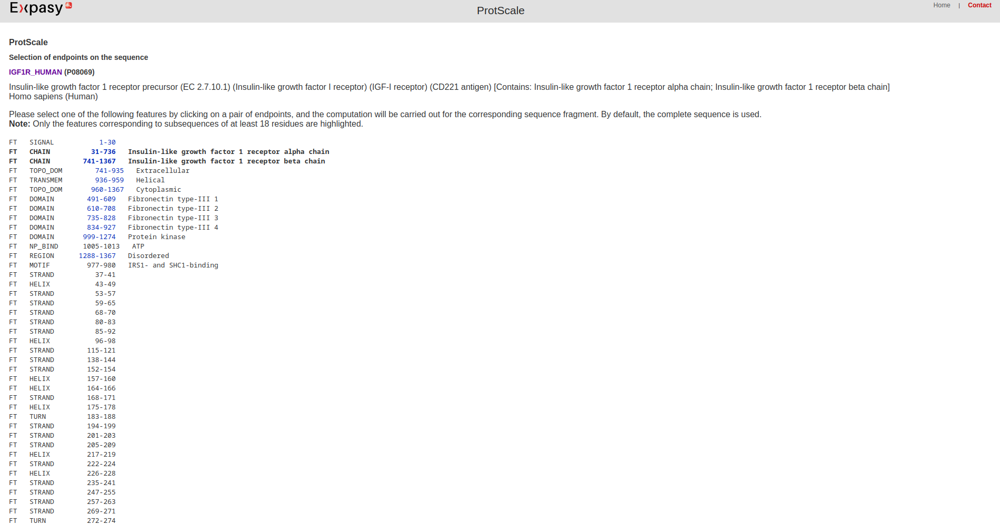 Expasy
ProtScale
Home | Contact
ProtScale
Selection of endpoints on the sequence
IGF1R_HUMAN (P08069)
Insulin-like growth factor 1 receptor precursor (EC 2.7.10.1) (Insulin-like growth factor I receptor) (IGF-I receptor) (CD221 antigen) [Contains: Insulin-like growth factor 1 receptor alpha chain; Insulin-like growth factor 1 receptor beta chain]
Homo sapiens (Human)
Please select one of the following features by clicking on a pair of endpoints, and the computation will be carried out for the corresponding sequence fragment. By default, the complete sequence is used.
Note: Only the features corresponding to subsequences of at least 18 residues are highlighted.
FT SIGNAL 1-30
FT CHAIN 31-736 Insulin-like growth factor 1 receptor alpha chain
FT CHAIN 741-1367 Insulin-like growth factor 1 receptor beta chain
FT TOPO_DOM 741-935 Extracellular
FT TRANSMEM 936-959 Helical
FT TOPO_DOM 960-1367 Cytoplasmic
FT DOMAIN 491-609 Fibronectin type-III 1
FT DOMAIN 610-708 Fibronectin type-III 2
FT DOMAIN 735-828 Fibronectin type-III 3
FT DOMAIN 834-927 Fibronectin type-III 4
FT DOMAIN 999-1274 Protein kinase
FT NP_BIND 1005-1013 ATP
FT REGION 1288-1367 Disordered
FT MOTIF 977-980 IRS1- and SHC1-binding
FT STRAND 37-41
FT HELIX 43-49
FT STRAND 53-57
FT STRAND 59-65
FT STRAND 68-70
FT STRAND 80-83
FT STRAND 85-92
FT HELIX 96-98
FT STRAND 115-121
FT STRAND 138-144
FT STRAND 152-154
FT HELIX 157-160
FT HELIX 164-166
FT STRAND 168-171
FT HELIX 175-178
FT TURN 183-188
FT STRAND 194-199
FT STRAND 201-203
FT STRAND 205-209
FT HELIX 217-219
FT STRAND 222-224
FT HELIX 226-228
FT STRAND 235-241
FT STRAND 247-255
FT STRAND 257-263
FT STRAND 269-271
FT TURN 272-274